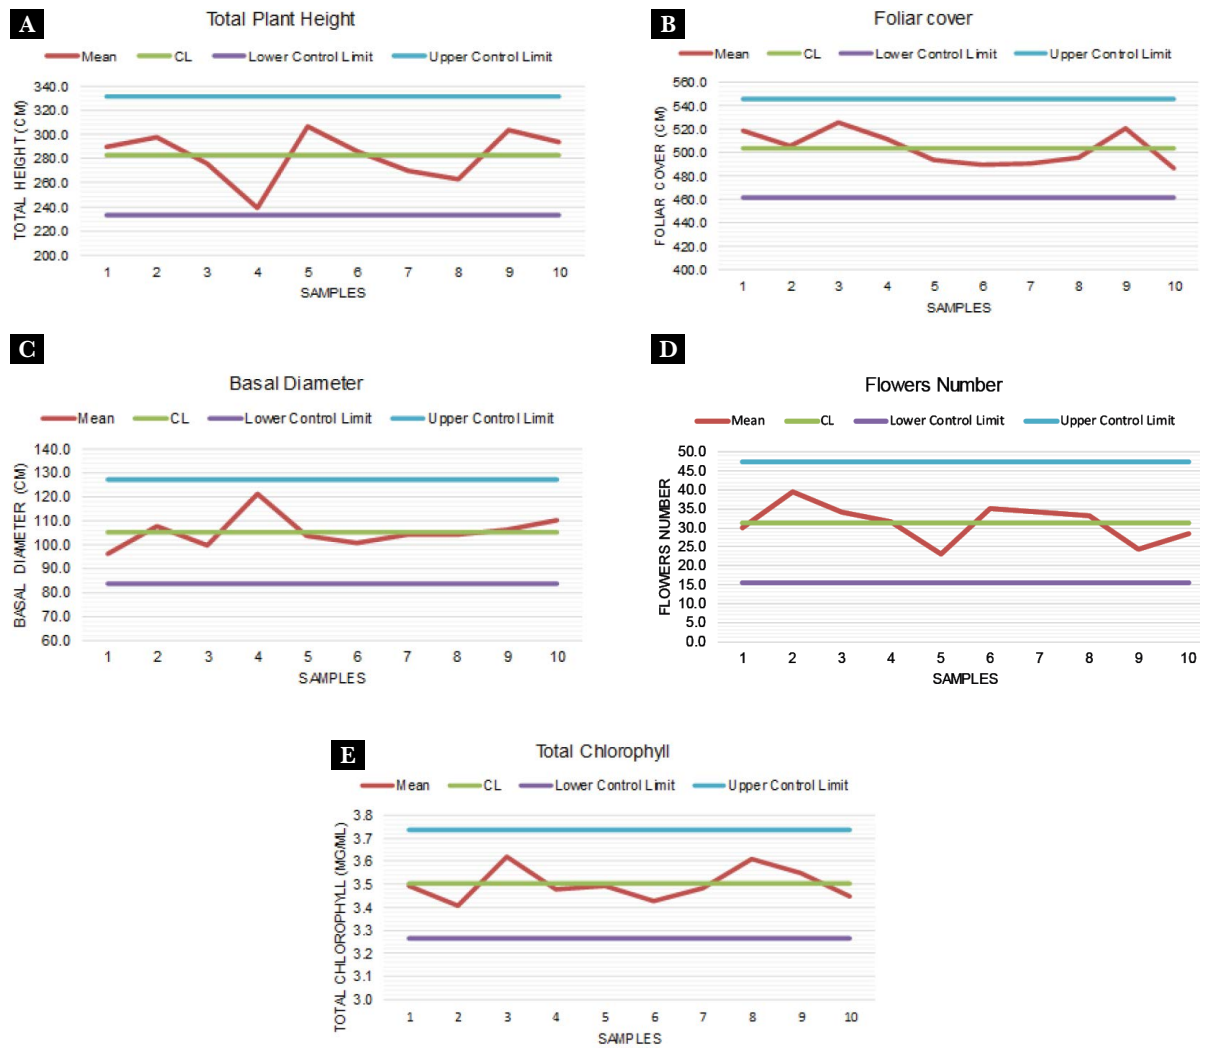 A
Total Plant Height
Mean CL Lower Control Limit Upper Control Limit
TOTAL HEIGHT (CM)
340.0
320.0
300.0
280.0
260.0
240.0
220.0
200.0
1 2 3 4 5 6 7 8 9 10
SAMPLES
B
Foliar cover
Mean CL Lower Control Limit Upper Control Limit
FOLIAR COVER (CM)
560.0
540.0
520.0
500.0
480.0
460.0
440.0
420.0
400.0
1 2 3 4 5 6 7 8 9 10
SAMPLES
C
Basal Diameter
Mean CL Lower Control Limit Upper Control Limit
BASAL DIAMETER (CM)
140.0
130.0
120.0
110.0
100.0
90.0
80.0
70.0
60.0
1 2 3 4 5 6 7 8 9 10
SAMPLES
D
Flowers Number
Mean CL Lower Control Limit Upper Control Limit
FLOWERS NUMBER
50.0
45.0
40.0
35.0
30.0
25.0
20.0
15.0
10.0
5.0
0.0
1 2 3 4 5 6 7 8 9 10
SAMPLES
E
Total Chlorophyll
Mean CL Lower Control Limit Upper Control Limit
TOTAL CHLOROPHYLL (MG/ML)
3.8
3.7
3.6
3.5
3.4
3.3
3.2
3.1
3.0
1 2 3 4 5 6 7 8 9 10
SAMPLES